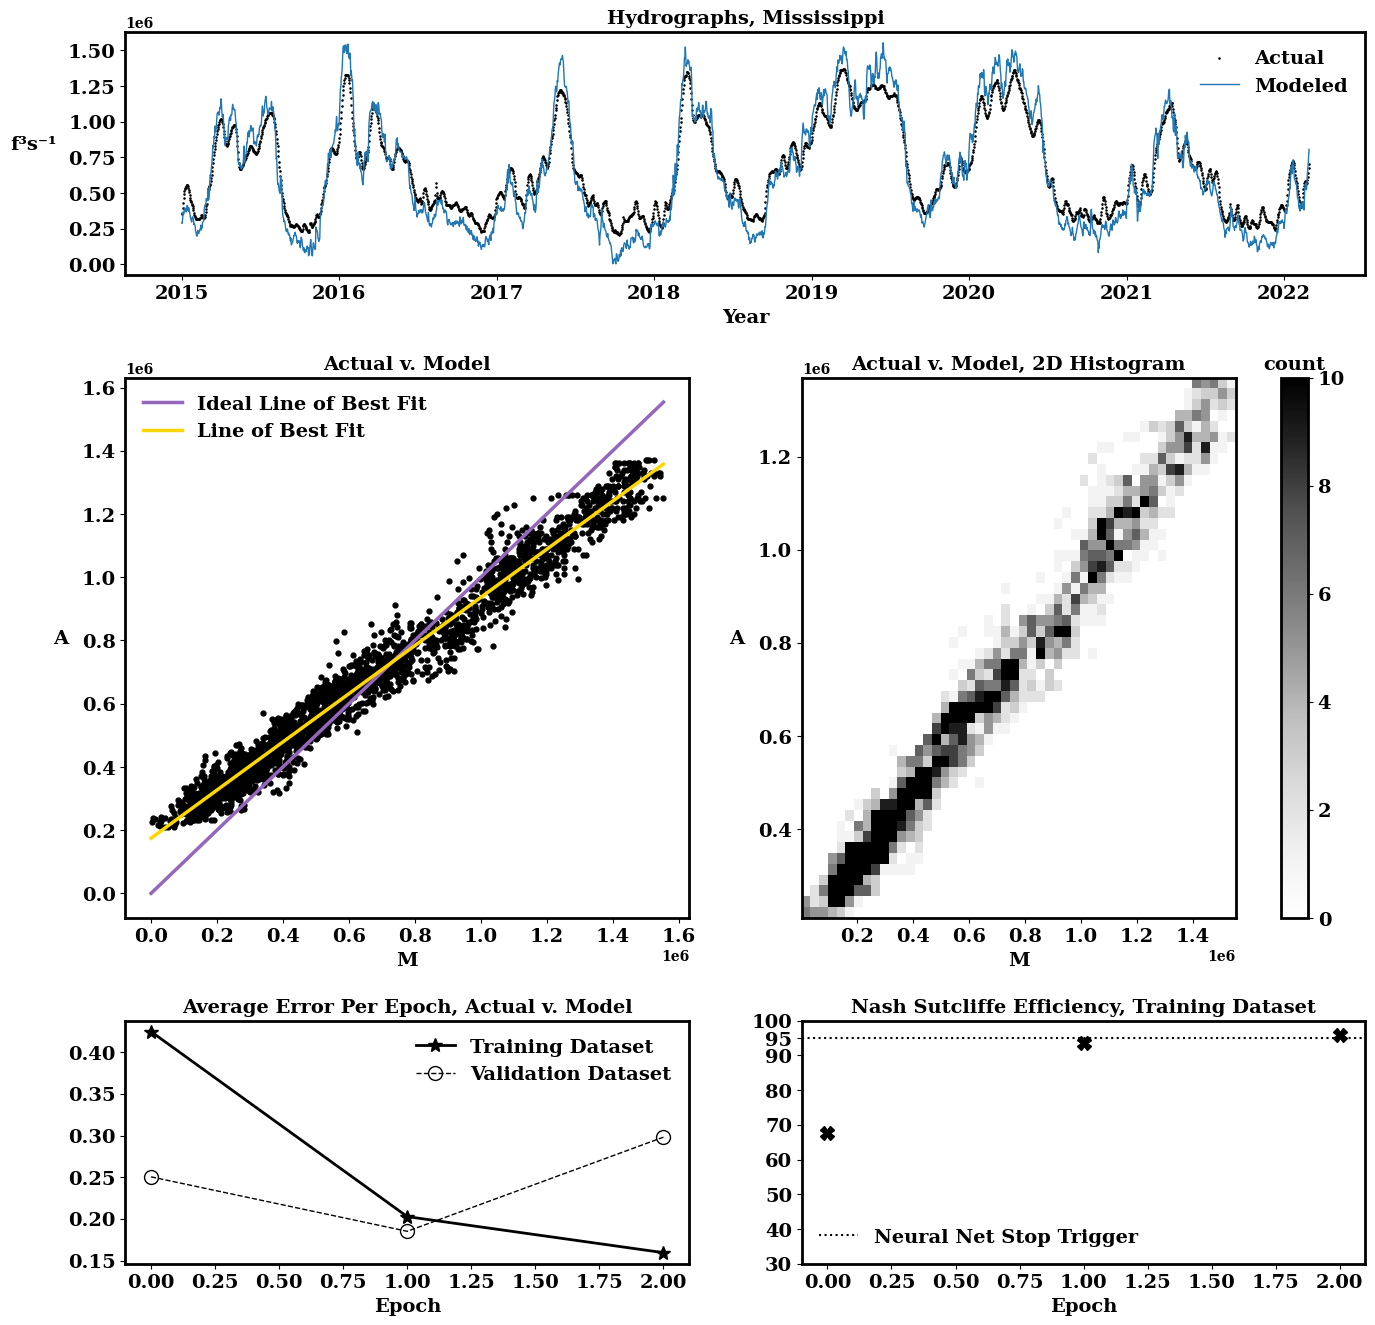 Hydrographs, Mississippi
1e6
1.50
1.25
1.00
0.75
0.50
0.25
0.00
f³s⁻¹
Actual
Modeled
2015 2016 2017 2018 2019 2020 2021 2022
Year
Actual v. Model
1e6
1.6
1.4
1.2
1.0
0.8
0.6
0.4
0.2
0.0
A
Ideal Line of Best Fit
Line of Best Fit
0.0 0.2 0.4 0.6 0.8 1.0 1.2 1.4 1.6
M
1e6
Actual v. Model, 2D Histogram
1e6
1.2
1.0
0.8
0.6
0.4
A
0.2 0.4 0.6 0.8 1.0 1.2 1.4
M
1e6
count
10
8
6
4
2
0
Average Error Per Epoch, Actual v. Model
0.40
0.35
0.30
0.25
0.20
0.15
Training Dataset
Validation Dataset
0.00 0.25 0.50 0.75 1.00 1.25 1.50 1.75 2.00
Epoch
Nash Sutcliffe Efficiency, Training Dataset
100
95
90
80
70
60
50
40
30
Neural Net Stop Trigger
0.00 0.25 0.50 0.75 1.00 1.25 1.50 1.75 2.00
Epoch